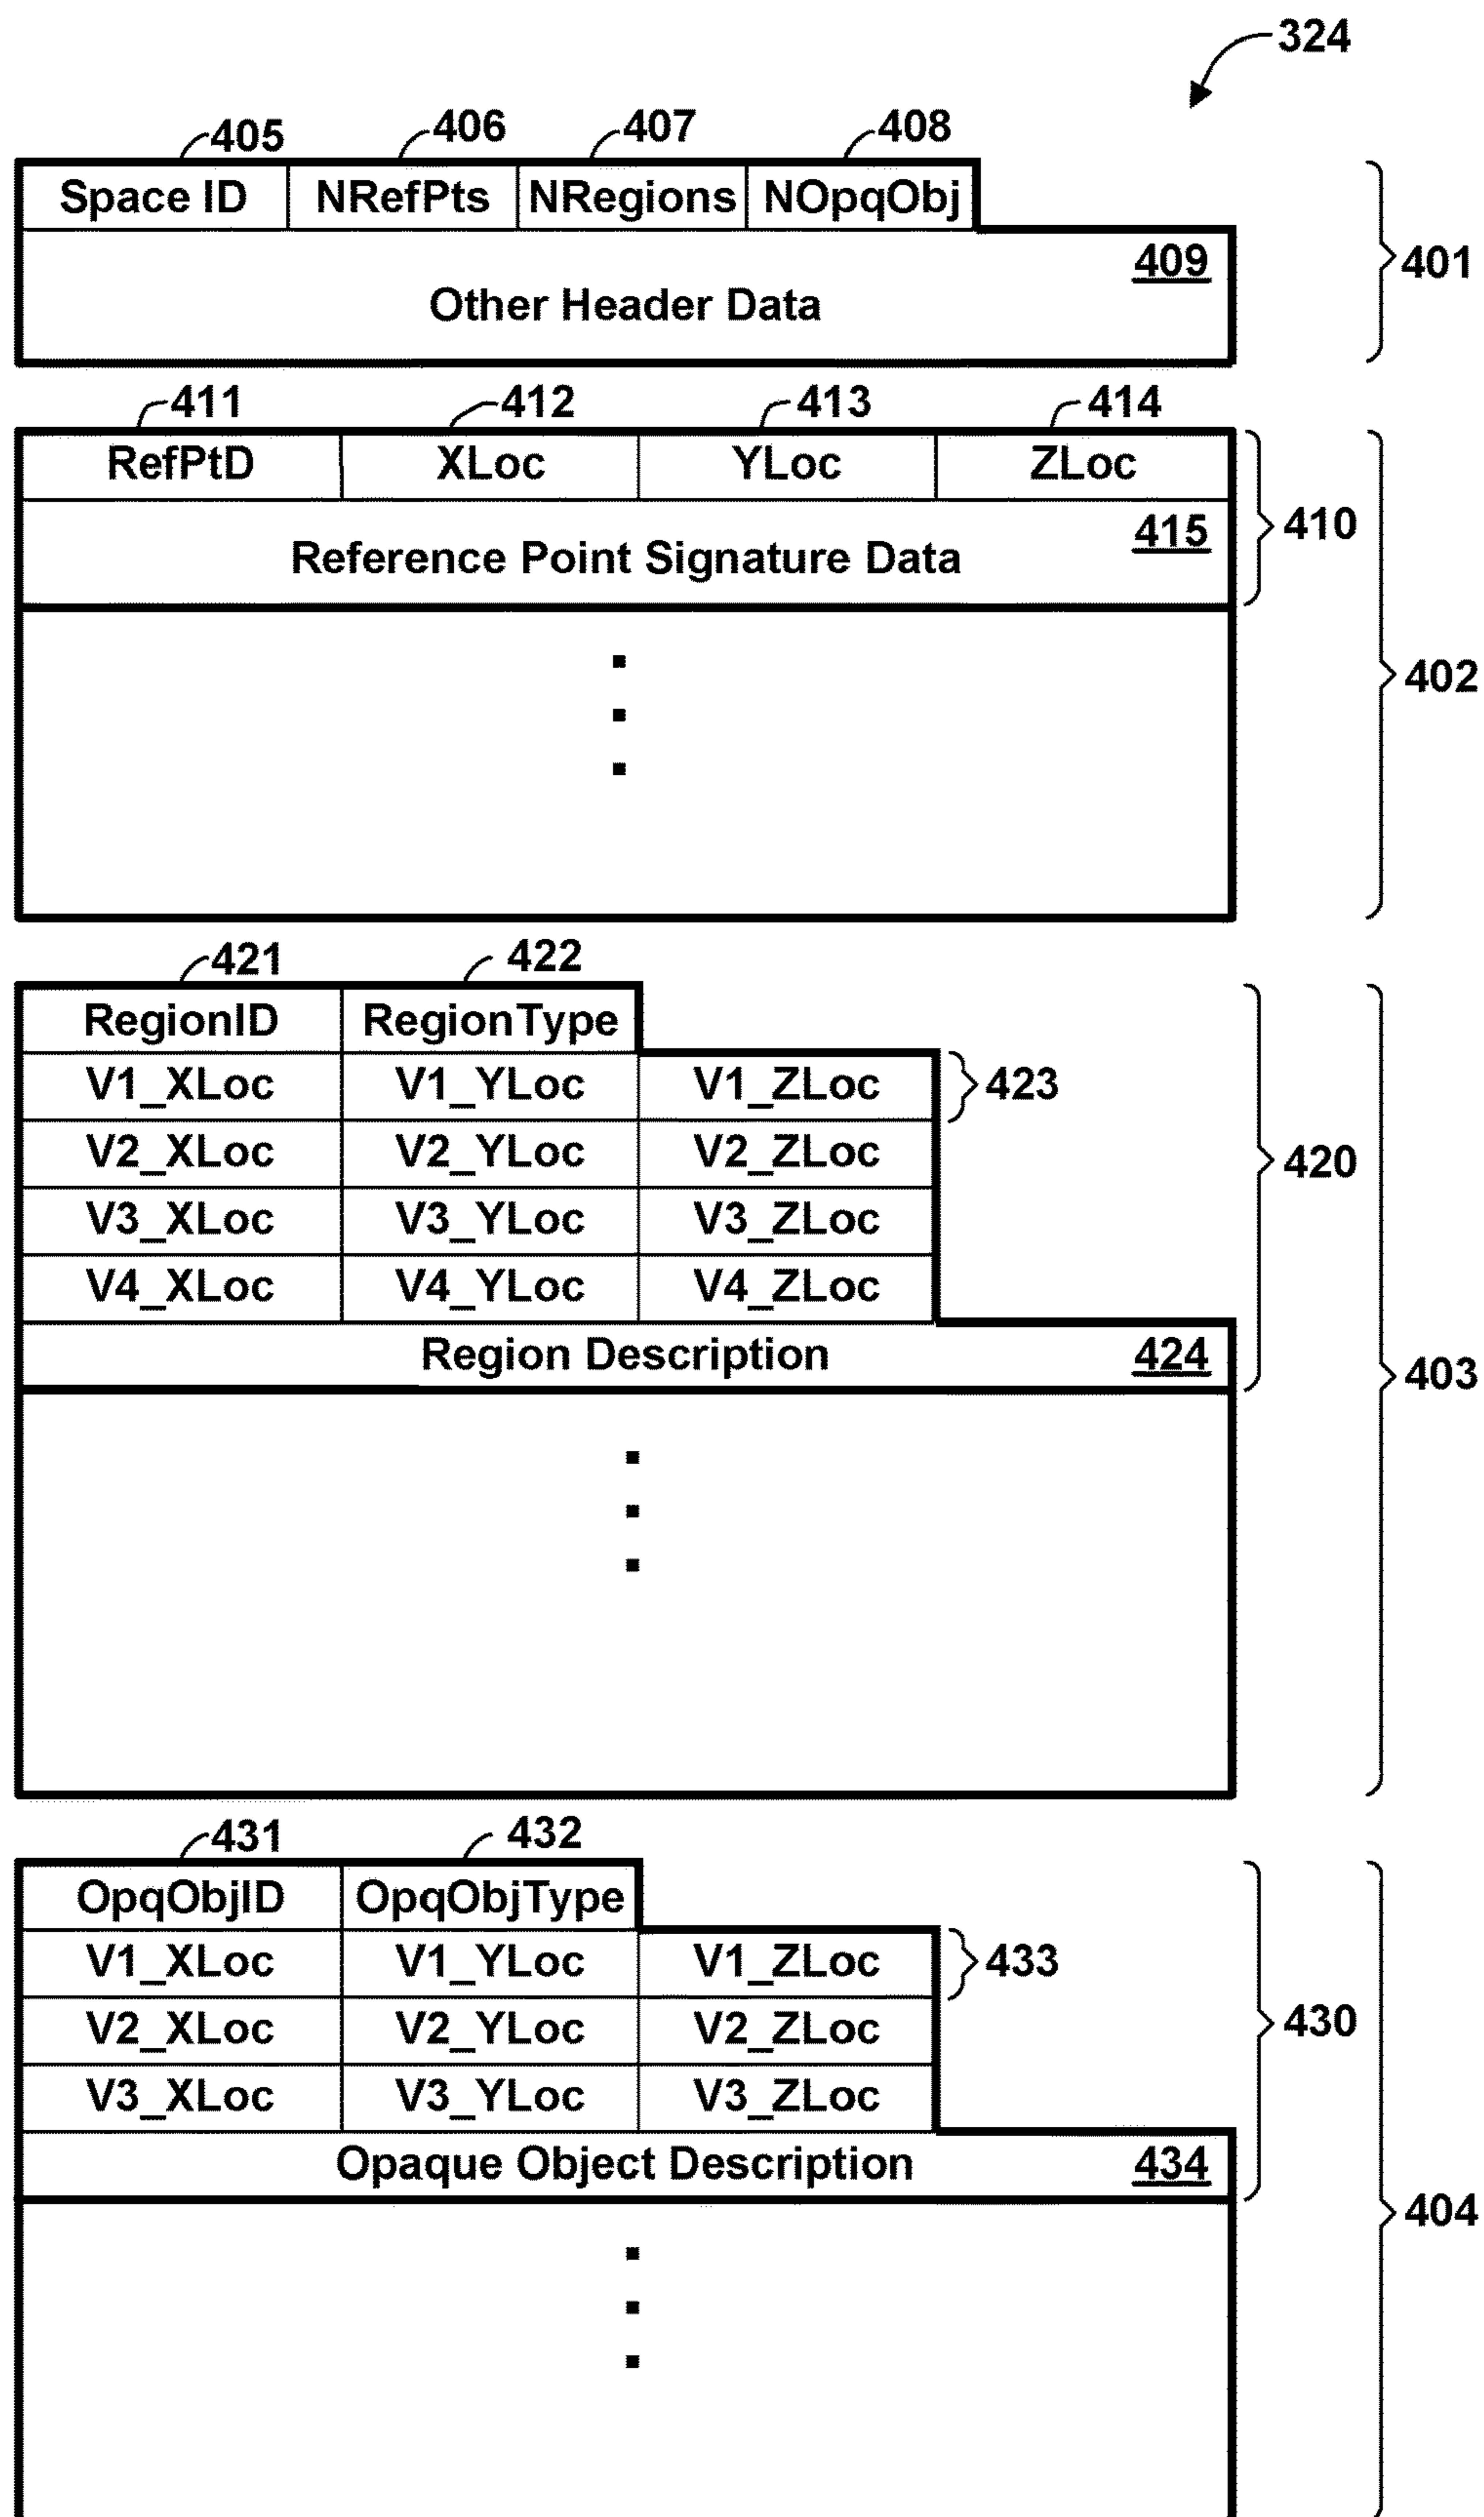 324
405 406 407 408
Space ID NRefPts NRegions NOpqObj
409
401
Other Header Data
411 412 413 414
RefPtD XLoc YLoc ZLoc
410
415
Reference Point Signature Data
402
421 422
RegionID RegionType
V1_XLoc V1_YLoc V1_ZLoc 423
V2_XLoc V2_YLoc V2_ZLoc 420
V3_XLoc V3_YLoc V3_ZLoc
V4_XLoc V4_YLoc V4_ZLoc
Region Description 424
403
431 432
OpqObjID OpqObjType
V1_XLoc V1_YLoc V1_ZLoc 433
V2_XLoc V2_YLoc V2_ZLoc 430
V3_XLoc V3_YLoc V3_ZLoc
Opaque Object Description 434
404